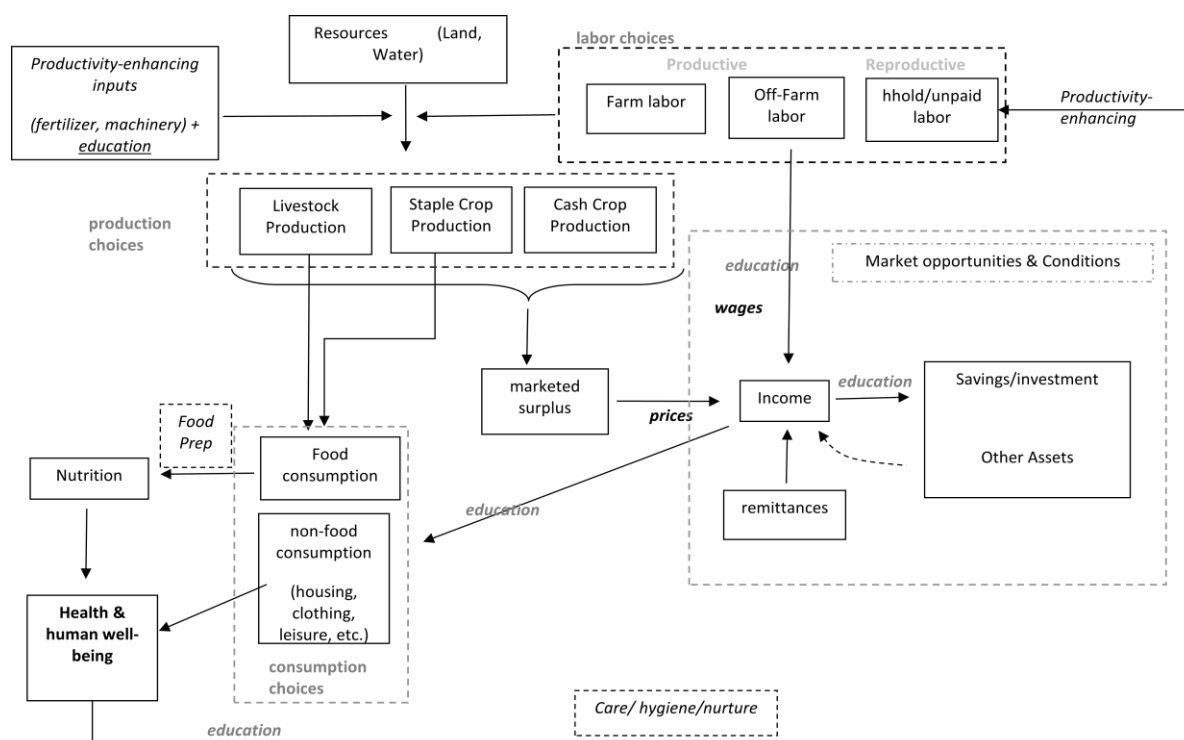 Resources (Land,
Water)
labor choices
Productive-enhancing
inputs
(fertilizer, machinery) +
education
Productive
Reproductive
Farm labor
Off-Farm
labor
hhold/unpaid
labor
Productivity-
enhancing
production
choices
Livestock
Production
Staple Crop
Production
Cash Crop
Production
education
Market opportunities & Conditions
wages
marketed
surplus
prices
Income
education
Savings/investment
Other Assets
remittances
Food
Prep
Nutrition
Food
consumption
education
non-food
consumption
(housing,
clothing,
leisure, etc.)
Health &
human well-
being
consumption
choices
education
Care/ hygiene/nurture